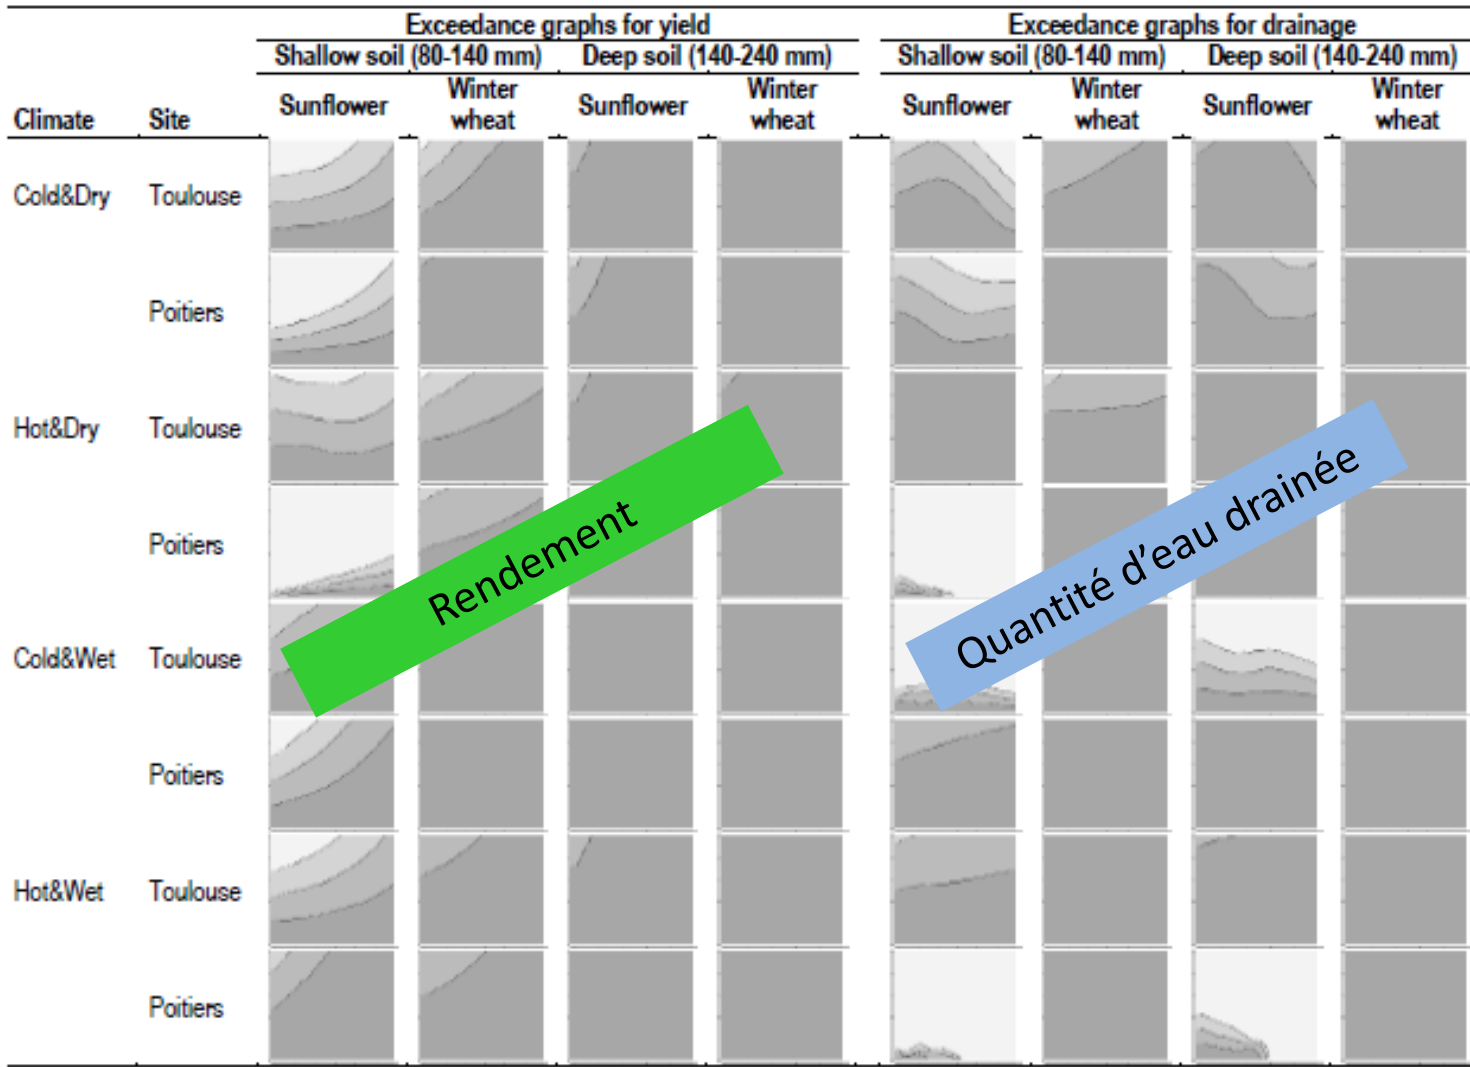 Exceedance graphs for yield Exceedance graphs for drainage
Shallow soil (80-140 mm) Deep soil (140-240 mm) Shallow soil (80-140 mm) Deep soil (140-240 mm)
Climate Site Sunflower Winter wheat Sunflower Winter wheat Sunflower Winter wheat Sunflower Winter wheat
Cold&Dry Toulouse
Poitiers
Hot&Dry Toulouse
Poitiers
Rendement
Quantité d'eau drainée
Cold&Wet Toulouse
Poitiers
Hot&Wet Toulouse
Poitiers